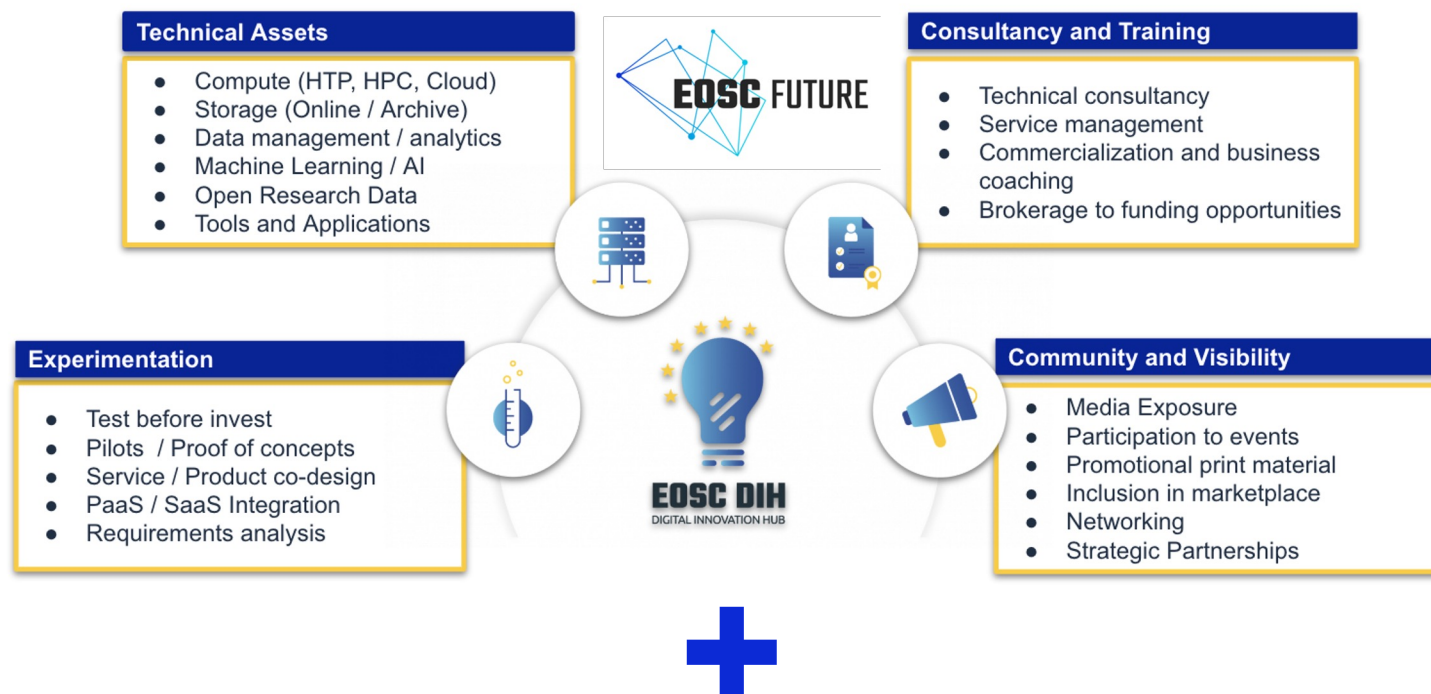 Technical Assets
● Compute (HTP, HPC, Cloud)
● Storage (Online / Archive)
● Data management / analytics
● Machine Learning / AI
● Open Research Data
● Tools and Applications
EOSC FUTURE
Consultancy and Training
● Technical consultancy
● Service management
● Commercialization and business
coaching
● Brokerage to funding opportunities
Experimentation
● Test before invest
● Pilots / Proof of concepts
● Service / Product co-design
● PaaS / SaaS Integration
● Requirements analysis
EOSC DIH
DIGITAL INNOVATION HUB
Community and Visibility
● Media Exposure
● Participation to events
● Promotional print material
● Inclusion in marketplace
● Networking
● Strategic Partnerships